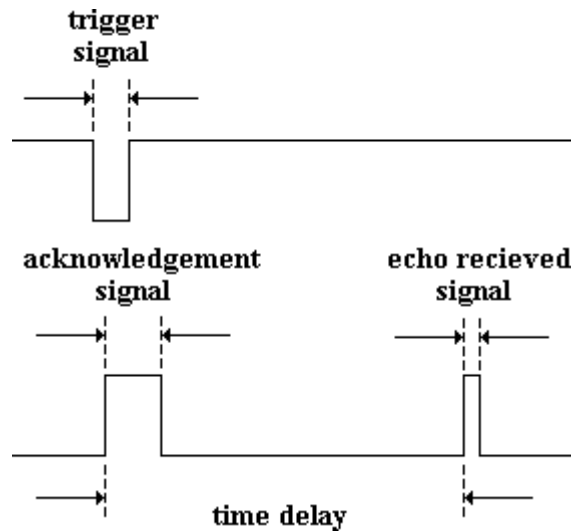 trigger
signal
acknowledgement
signal
echo recieved
signal
time delay